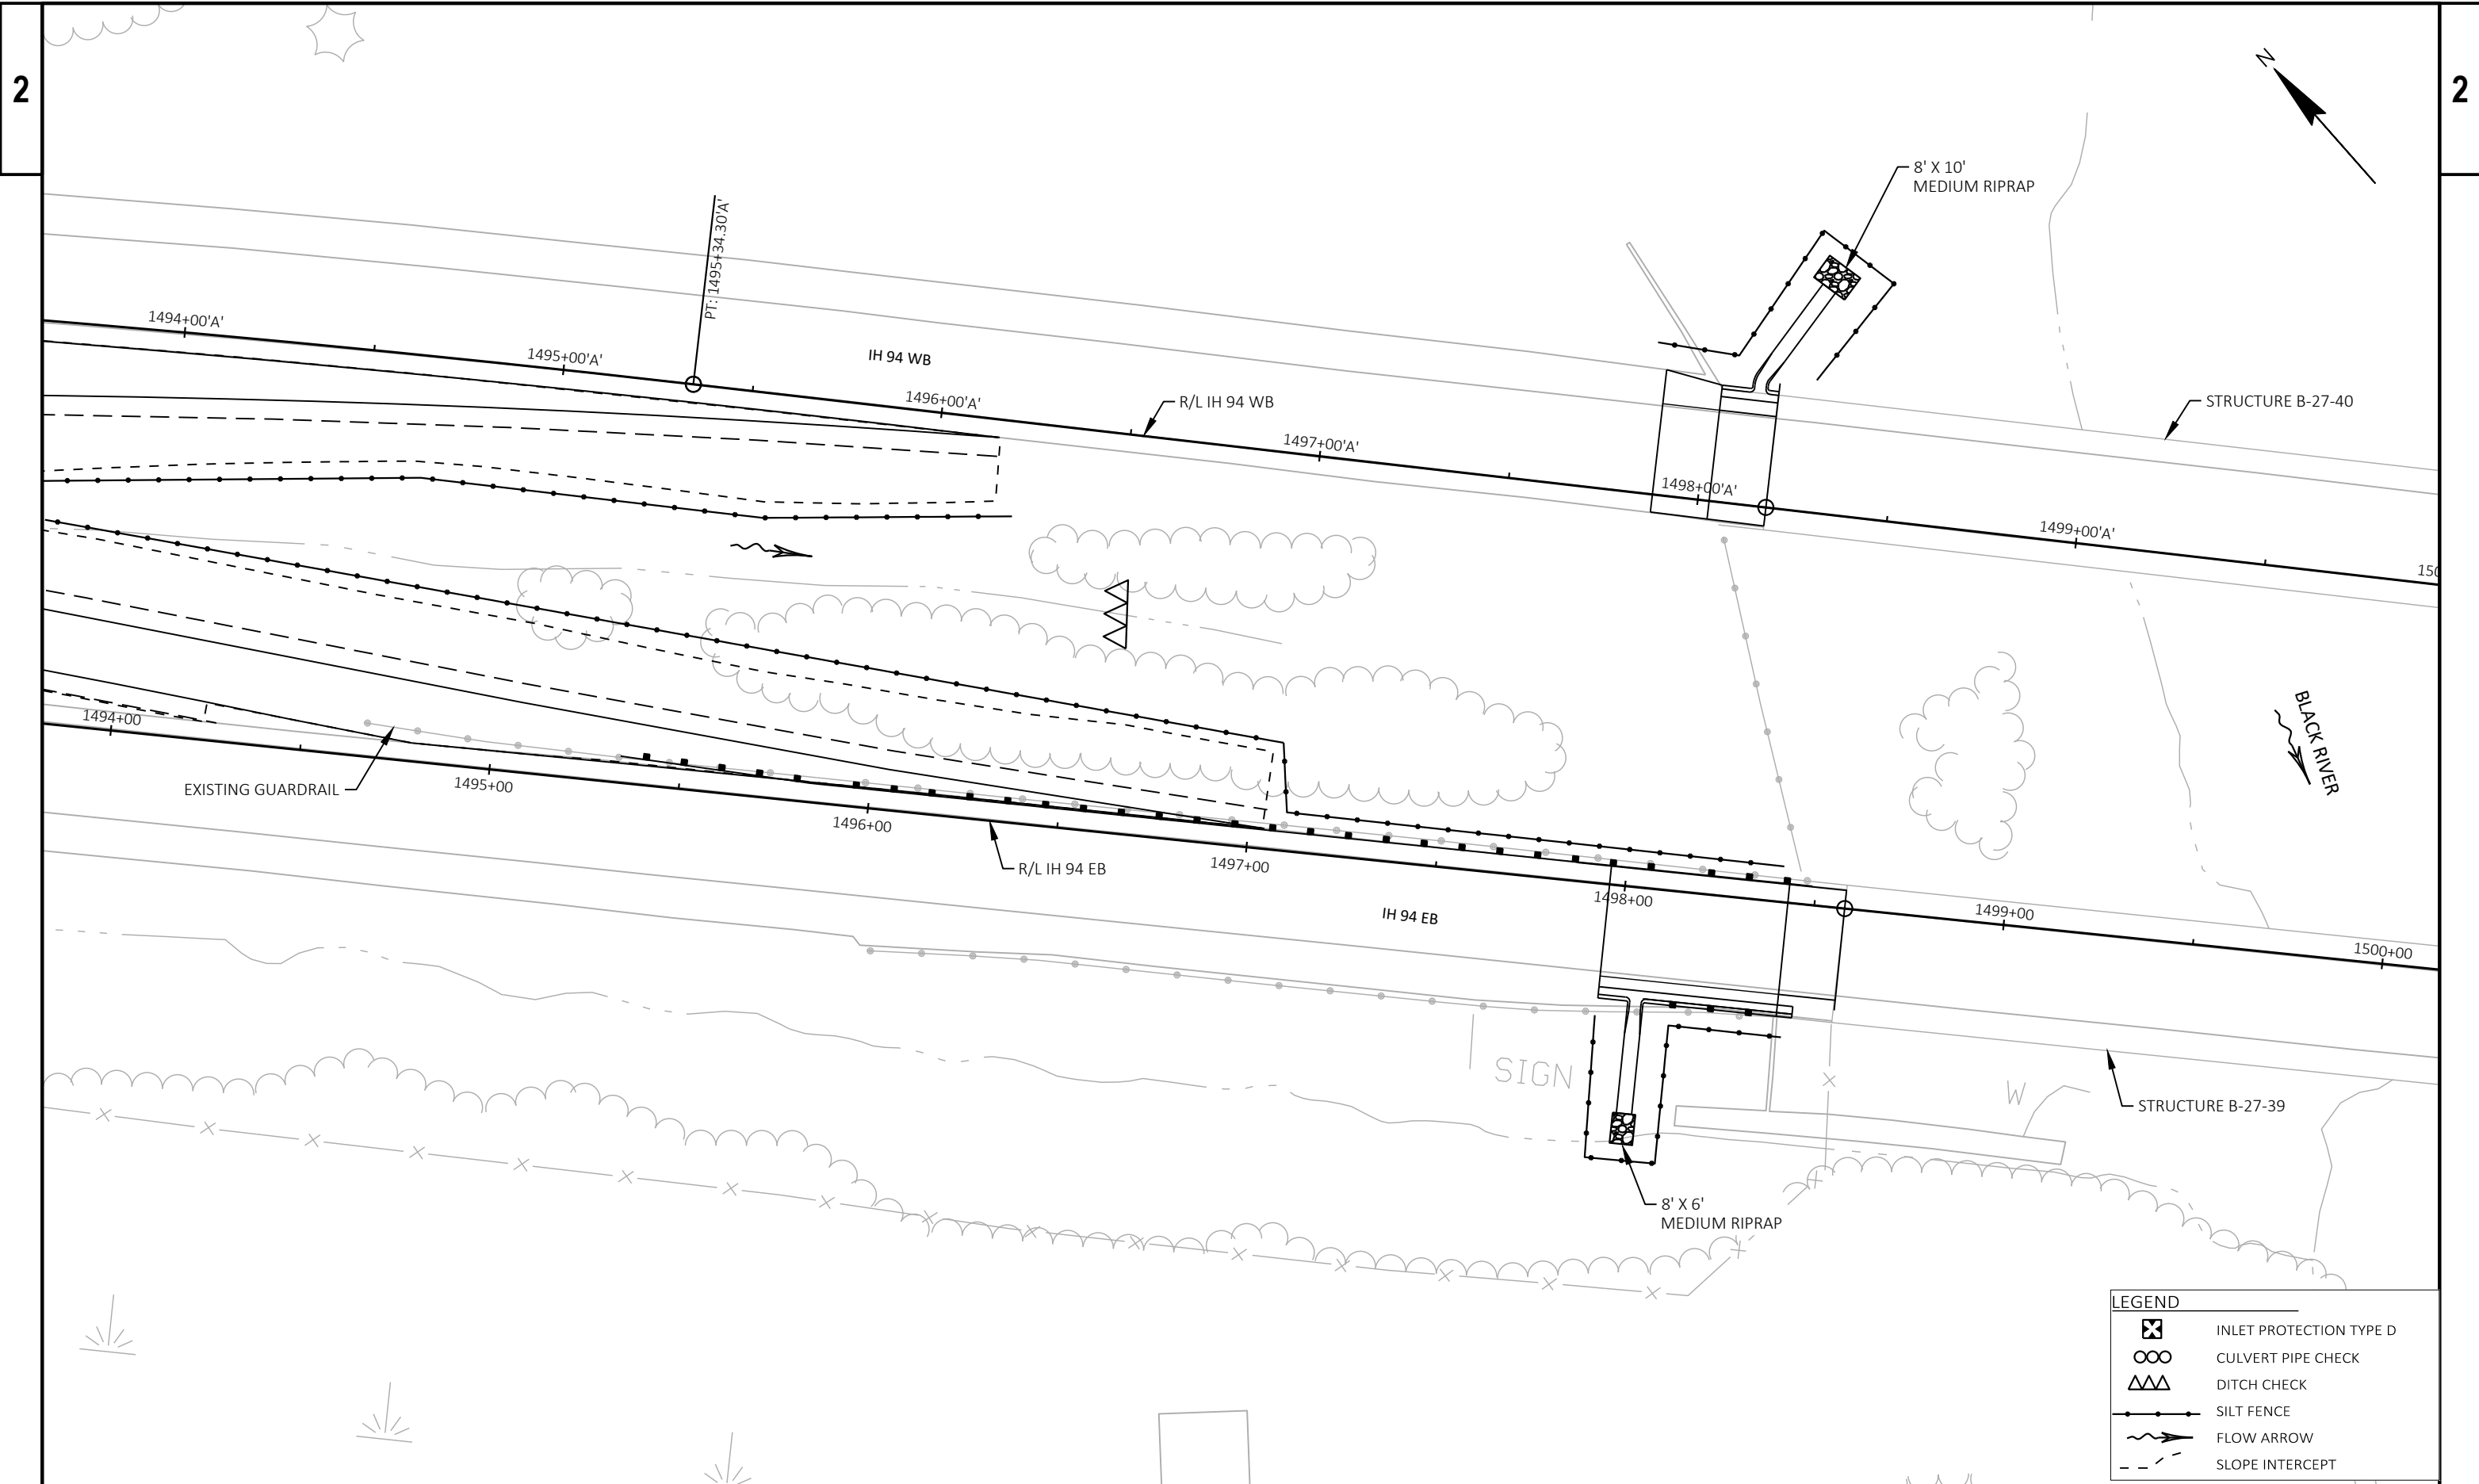 2
2
N
8' X 10'
MEDIUM RIPRAP
PT: 1495+34.30'A'
1494+00'A'
1495+00'A'
IH 94 WB
1496+00'A'
R/L IH 94 WB
STRUCTURE B-27-40
1497+00'A'
1498+00'A'
1499+00'A'
150
BLACK RIVER
1494+00
EXISTING GUARDRAIL
1495+00
1496+00
R/L IH 94 EB
1497+00
IH 94 EB
1498+00
1499+00
1500+00
SIGN
W
STRUCTURE B-27-39
8' X 6'
MEDIUM RIPRAP
LEGEND
INLET PROTECTION TYPE D
CULVERT PIPE CHECK
DITCH CHECK
SILT FENCE
FLOW ARROW
SLOPE INTERCEPT